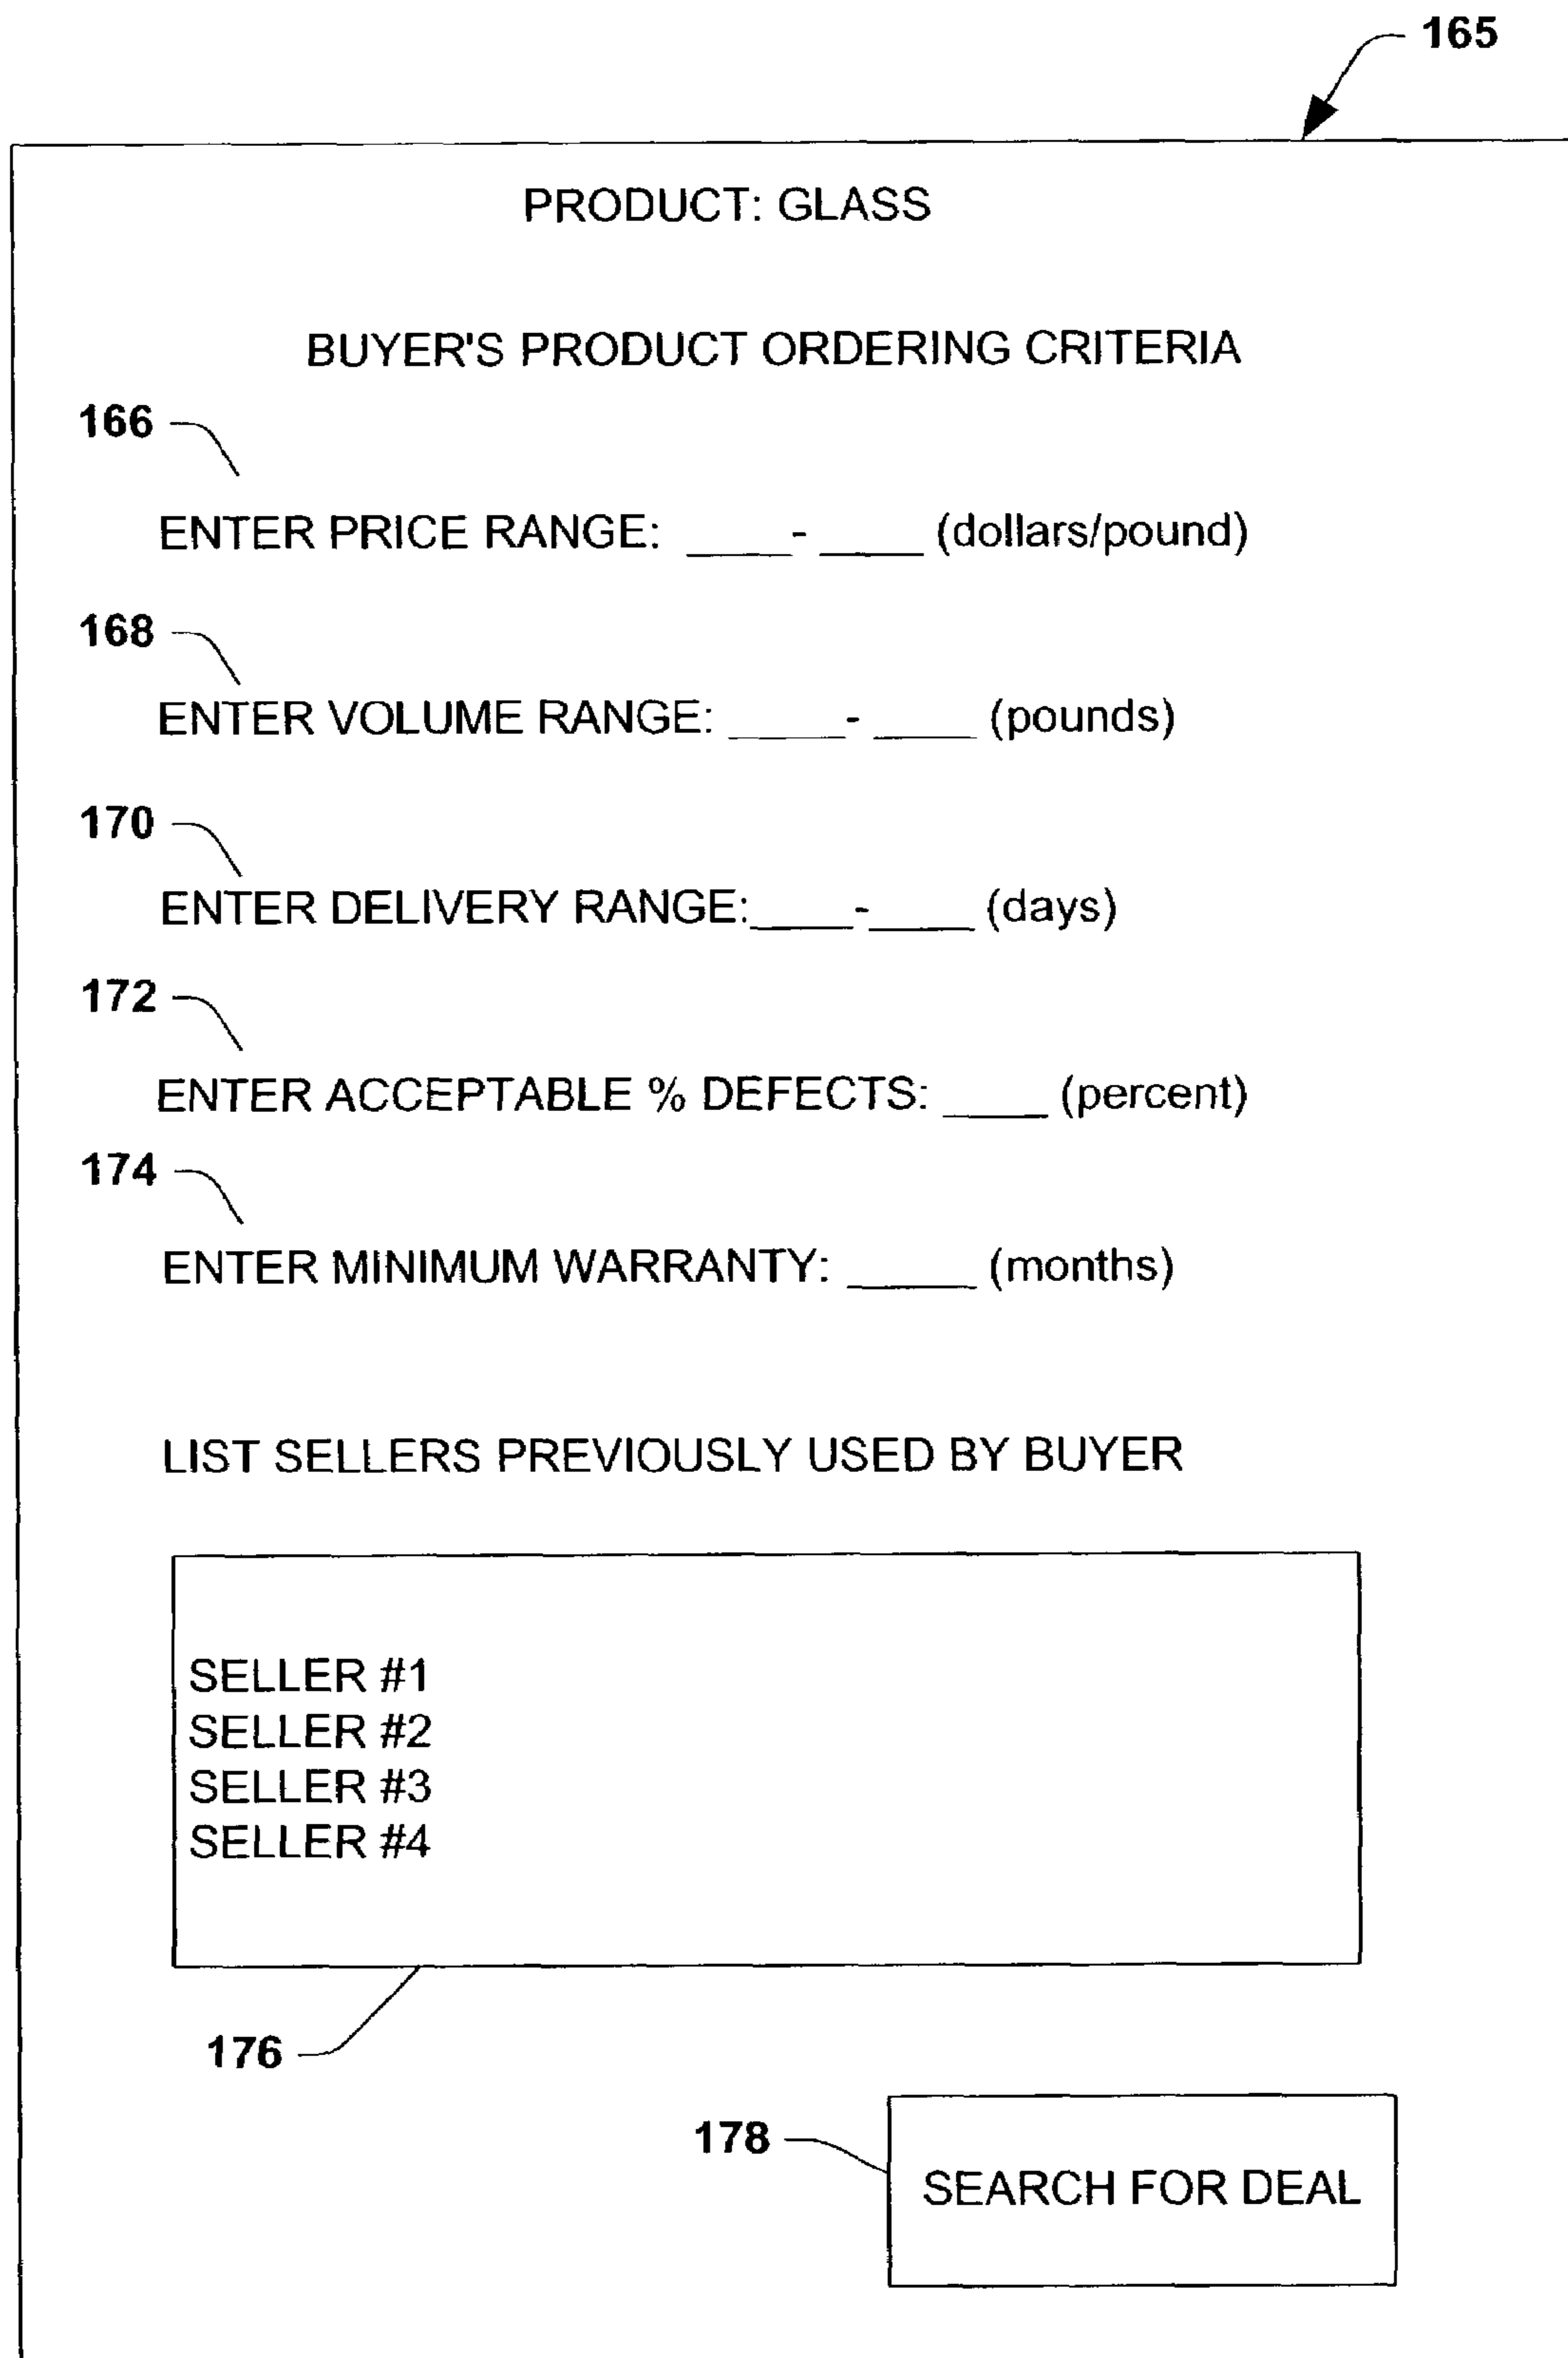 165
PRODUCT: GLASS
BUYER'S PRODUCT ORDERING CRITERIA
166
ENTER PRICE RANGE: ____- ____ (dollars/pound)
168
ENTER VOLUME RANGE: ____- ____ (pounds)
170
ENTER DELIVERY RANGE:____-____ (days)
172
ENTER ACCEPTABLE % DEFECTS: ____ (percent)
174
ENTER MINIMUM WARRANTY: _____ (months)
LIST SELLERS PREVIOUSLY USED BY BUYER
SELLER #1
SELLER #2
SELLER #3
SELLER #4
176
178
SEARCH FOR DEAL